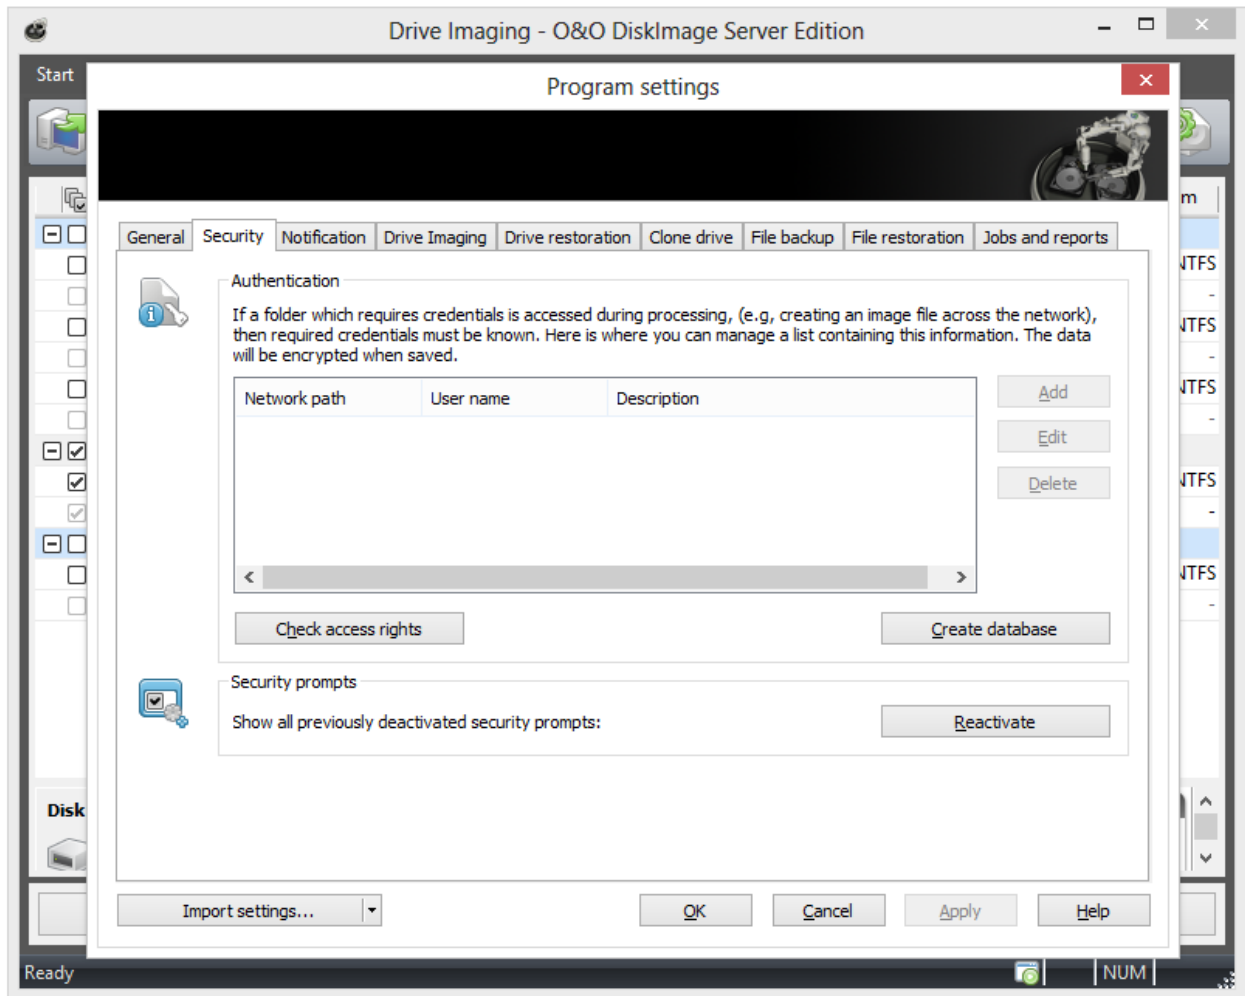 Drive Imaging - O&O DiskImage Server Edition
Start
Program settings
m
General Security Notification Drive Imaging Drive restoration Clone drive File backup File restoration Jobs and reports
Authentication
If a folder which requires credentials is accessed during processing, (e.g, creating an image file across the network),
then required credentials must be known. Here is where you can manage a list containing this information. The data
will be encrypted when saved.
NTFS
-
NTFS
-
NTFS
-
NTFS
-
NTFS
-
Network path User name Description
Add
Edit
Delete
Check access rights Create database
Security prompts
Show all previously deactivated security prompts: Reactivate
Disk
Import settings... OK Cancel Apply Help
Ready NUM